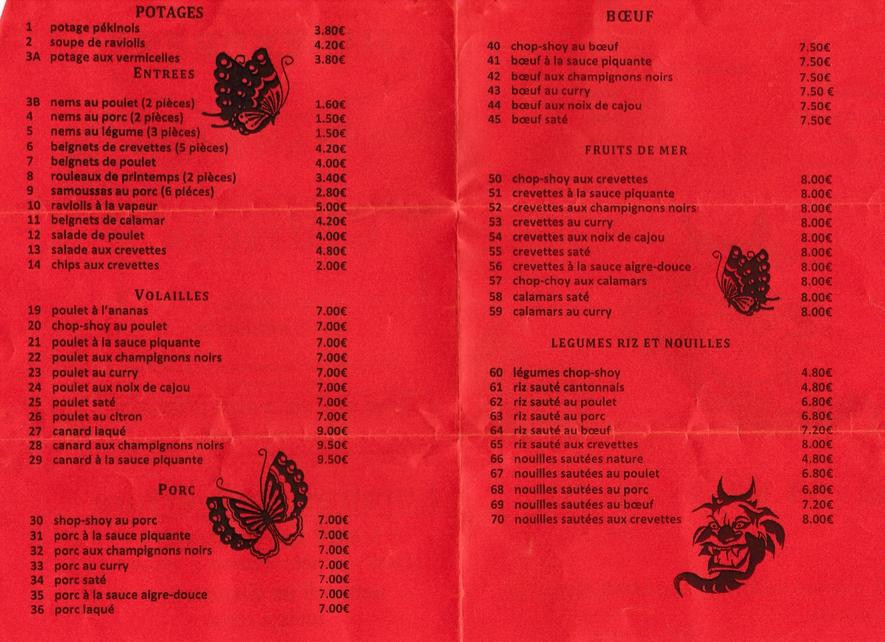 POTAGES
1 potage pékinois 3.80€
2 soupe de raviolis 4.20€
3A potage aux vermicelles 3.80€
ENTREES
3B nems au poulet (2 pièces) 1.60€
4 nems au porc (2 pièces) 1.50€
5 nems au légume (3 pièces) 1.50€
6 beignets de crevettes (5 pièces) 4.20€
7 beignets de poulet 4.00€
8 rouleaux de printemps (2 pièces) 3.40€
9 samoussas au porc (6 piéces) 2.80€
10 raviolis à la vapeur 5.00€
11 beignets de calamar 4.20€
12 salade de poulet 4.00€
13 salade aux crevettes 4.80€
14 chips aux crevettes 2.00€
VOLAILLES
19 poulet à l'ananas 7.00€
20 chop-shoy au poulet 7.00€
21 poulet à la sauce piquante 7.00€
22 poulet aux champignons noirs 7.00€
23 poulet au curry 7.00€
24 poulet aux noix de cajou 7.00€
25 poulet saté 7.00€
26 poulet au citron 7.00€
27 canard laqué 9.00€
28 canard aux champignons noirs 9.50€
29 canard à la sauce piquante 9.50€
PORC
30 shop-shoy au porc 7.00€
31 porc à la sauce piquante 7.00€
32 porc aux champignons noirs 7.00€
33 porc au curry 7.00€
34 porc saté 7.00€
35 porc à la sauce aigre-douce 7.00€
36 porc laqué 7.00€
BŒUF
40 chop-shoy au bœuf 7.50€
41 bœuf à la sauce piquante 7.50€
42 bœuf aux champignons noirs 7.50€
43 bœuf au curry 7.50 €
44 bœuf aux noix de cajou 7.50€
45 bœuf saté 7.50€
FRUITS DE MER
50 chop-shoy aux crevettes 8.00€
51 crevettes à la sauce piquante 8.00€
52 crevettes aux champignons noirs 8.00€
53 crevettes au curry 8.00€
54 crevettes aux noix de cajou 8.00€
55 crevettes saté 8.00€
56 crevettes à la sauce aigre-douce 8.00€
57 chop-choy aux calamars 8.00€
58 calamars saté 8.00€
59 calamars au curry 8.00€
LEGUMES RIZ ET NOUILLES
60 légumes chop-shoy 4.80€
61 riz sauté cantonnais 4.80€
62 riz sauté au poulet 6.80€
63 riz sauté au porc 6.80€
64 riz sauté au bœuf 7.20€
65 riz sauté aux crevettes 8.00€
66 nouilles sautées nature 4.80€
67 nouilles sautées au poulet 6.80€
68 nouilles sautées au porc 6.80€
69 nouilles sautées au bœuf 7.20€
70 nouilles sautées aux crevettes 8.00€